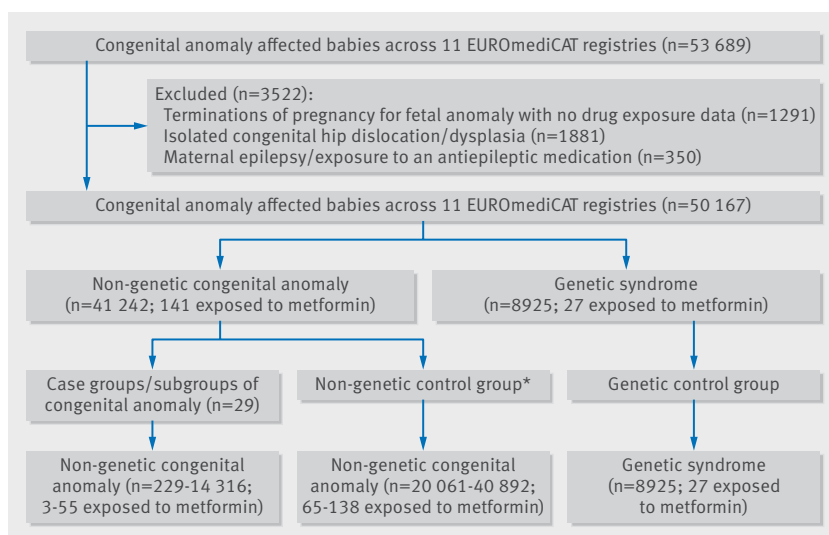 Congenital anomaly affected babies across 11 EUROmediCAT registries (n=53 689)
Excluded (n=3522):
Terminations of pregnancy for fetal anomaly with no drug exposure data (n=1291)
Isolated congenital hip dislocation/dysplasia (n=1881)
Maternal epilepsy/exposure to an antiepileptic medication (n=350)
Congenital anomaly affected babies across 11 EUROmediCAT registries (n=50 167)
Non-genetic congenital anomaly
(n=41 242; 141 exposed to metformin)
Genetic syndrome
(n=8925; 27 exposed to metformin)
Case groups/subgroups of
congenital anomaly (n=29)
Non-genetic control group*
Genetic control group
Non-genetic congenital
anomaly (n=229-14 316;
3-55 exposed to metformin)
Non-genetic congenital
anomaly (n=20 061-40 892;
65-138 exposed to metformin)
Genetic syndrome
(n=8925; 27 exposed
to metformin)